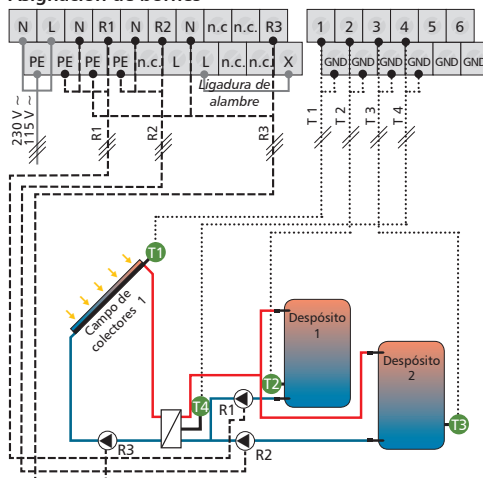 Asignación de bornes
N L N R1 N R2 N n.c n.c. R3 1 2 3 4 5 6
PE PE PE PE n.c. L L n.c. n.c. X GND GND GND GND GND GND
Ligadura de
alambre
230 V ~
115 V ~
R1
R2
R3
T 1
T 2
T 3
T 4
T1
Campo de
colectores 1
Despósito
1
Despósito
2
T2
T4
R1
T3
R3
R2